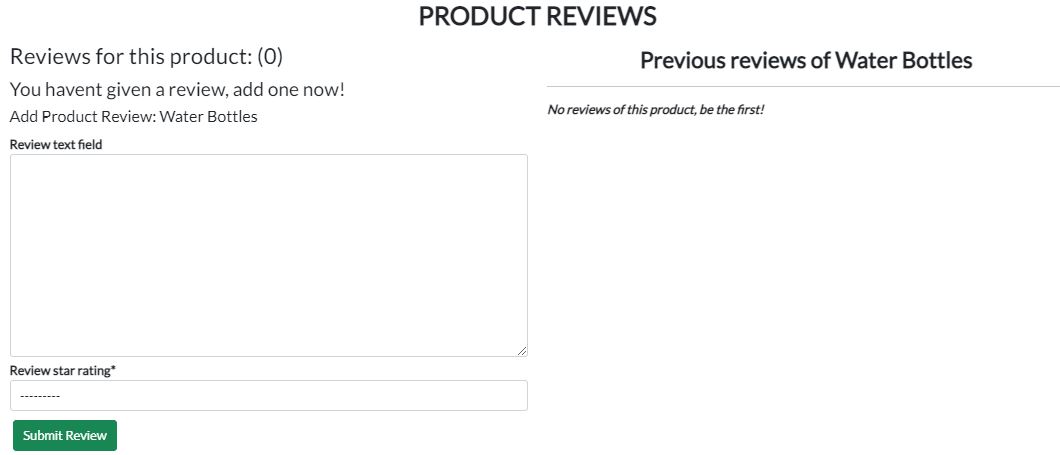 PRODUCT REVIEWS
Reviews for this product: (0)
You havent given a review, add one now!
Add Product Review: Water Bottles
Review text field
Review star rating*
---------
Submit Review
Previous reviews of Water Bottles
No reviews of this product, be the first!